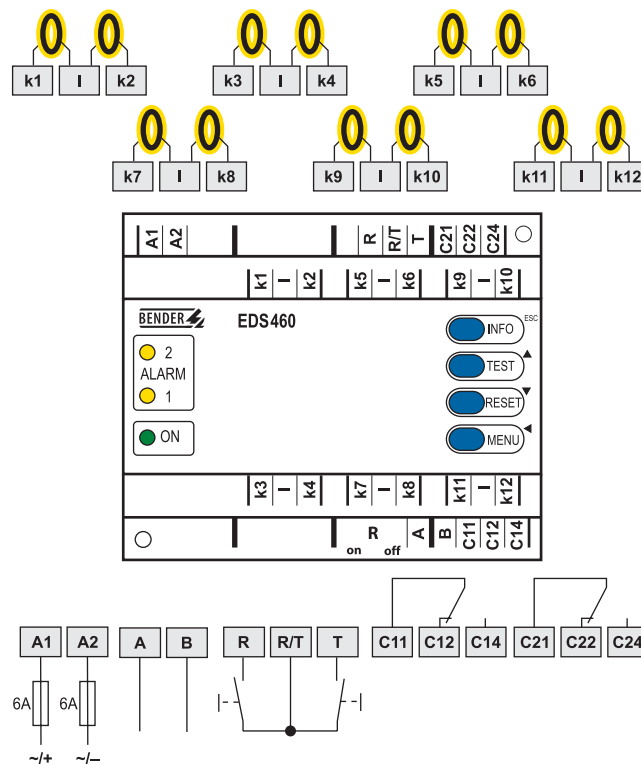 k1 I k2 k3 I k4 k5 I k6
k7 I k8 k9 I k10 k11 I k12
A1 A2 R R/T T C21 C22 C24
k1 I k2 k5 I k6 k9 I k10
BENDER EDS460 INFO ESC
2 TEST
ALARM
1 RESET
ON MENU
k3 I k4 k7 I k8 k11 I k12
R on off A B C11 C12 C14
A1 A2 A B R R/T T C11 C12 C14 C21 C22 C24
6A 6A
~/+ ~/–